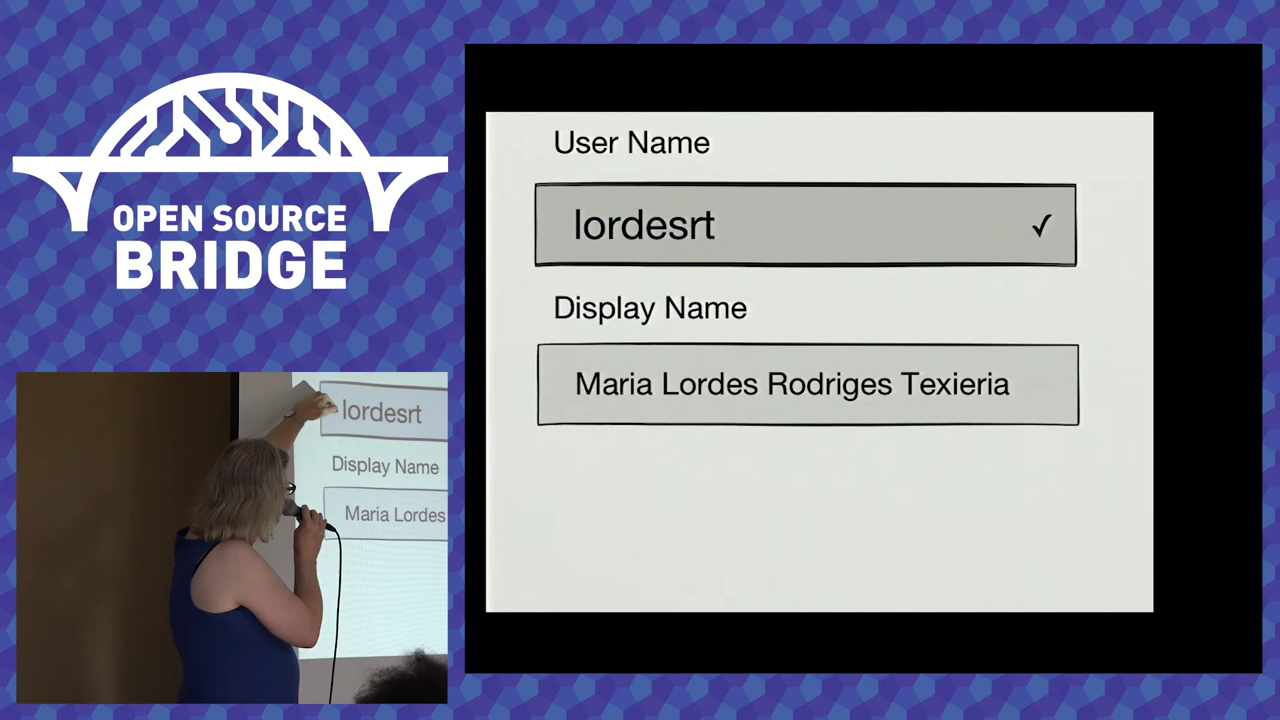 OPEN SOURCE
BRIDGE
User Name
lordesrt
✓
Display Name
Maria Lordes Rodriges Texieria
lordesrt
Display Name
Maria Lordes